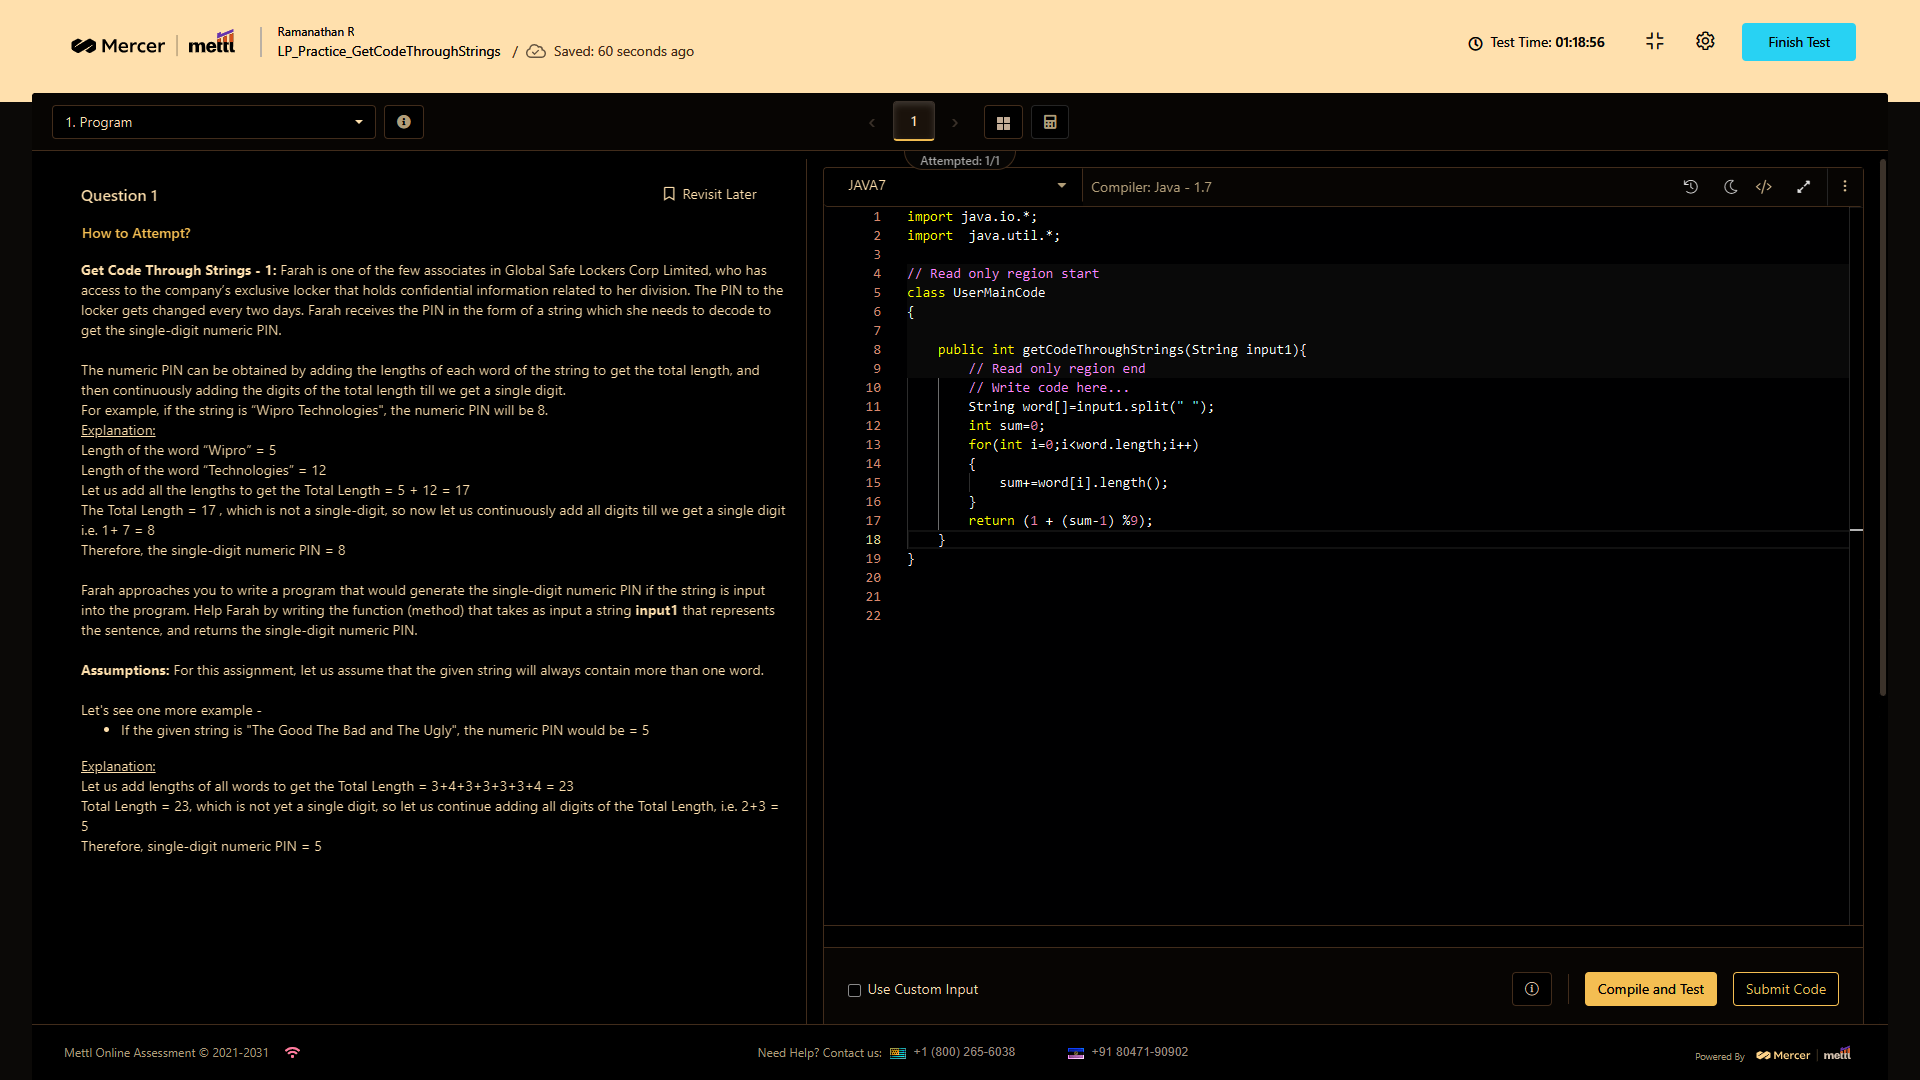 Mercer | mettl
Ramanathan R
LP_Practice_GetCodeThroughStrings / Saved: 60 seconds ago
Test Time: 01:18:56
Finish Test
1. Program
1
Attempted: 1/1
Question 1
Revisit Later
How to Attempt?
Get Code Through Strings - 1: Farah is one of the few associates in Global Safe Lockers Corp Limited, who has
access to the company's exclusive locker that holds confidential information related to her division. The PIN to the
locker gets changed every two days. Farah receives the PIN in the form of a string which she needs to decode to
get the single-digit numeric PIN.
The numeric PIN can be obtained by adding the lengths of each word of the string to get the total length, and
then continuously adding the digits of the total length till we get a single digit.
For example, if the string is “Wipro Technologies", the numeric PIN will be 8.
Explanation:
Length of the word “Wipro” = 5
Length of the word “Technologies” = 12
Let us add all the lengths to get the Total Length = 5 + 12 = 17
The Total Length = 17 , which is not a single-digit, so now let us continuously add all digits till we get a single digit
i.e. 1+ 7 = 8
Therefore, the single-digit numeric PIN = 8
Farah approaches you to write a program that would generate the single-digit numeric PIN if the string is input
into the program. Help Farah by writing the function (method) that takes as input a string input1 that represents
the sentence, and returns the single-digit numeric PIN.
Assumptions: For this assignment, let us assume that the given string will always contain more than one word.
Let's see one more example -
• If the given string is "The Good The Bad and The Ugly", the numeric PIN would be = 5
Explanation:
Let us add lengths of all words to get the Total Length = 3+4+3+3+3+3+4 = 23
Total Length = 23, which is not yet a single digit, so let us continue adding all digits of the Total Length, i.e. 2+3 =
5
Therefore, single-digit numeric PIN = 5
JAVA7
Compiler: Java - 1.7
1 import java.io.*;
2 import  java.util.*;
3
4 // Read only region start
5 class UserMainCode
6 {
7
8     public int getCodeThroughStrings(String input1){
9         // Read only region end
10         // Write code here...
11         String word[]=input1.split(" ");
12         int sum=0;
13         for(int i=0;i<word.length;i++)
14         {
15             sum+=word[i].length();
16         }
17         return (1 + (sum-1) %9);
18     }
19 }
20
21
22
Use Custom Input
Compile and Test
Submit Code
Mettl Online Assessment © 2021-2031
Need Help? Contact us: +1 (800) 265-6038
+91 80471-90902
Powered By Mercer | mettl